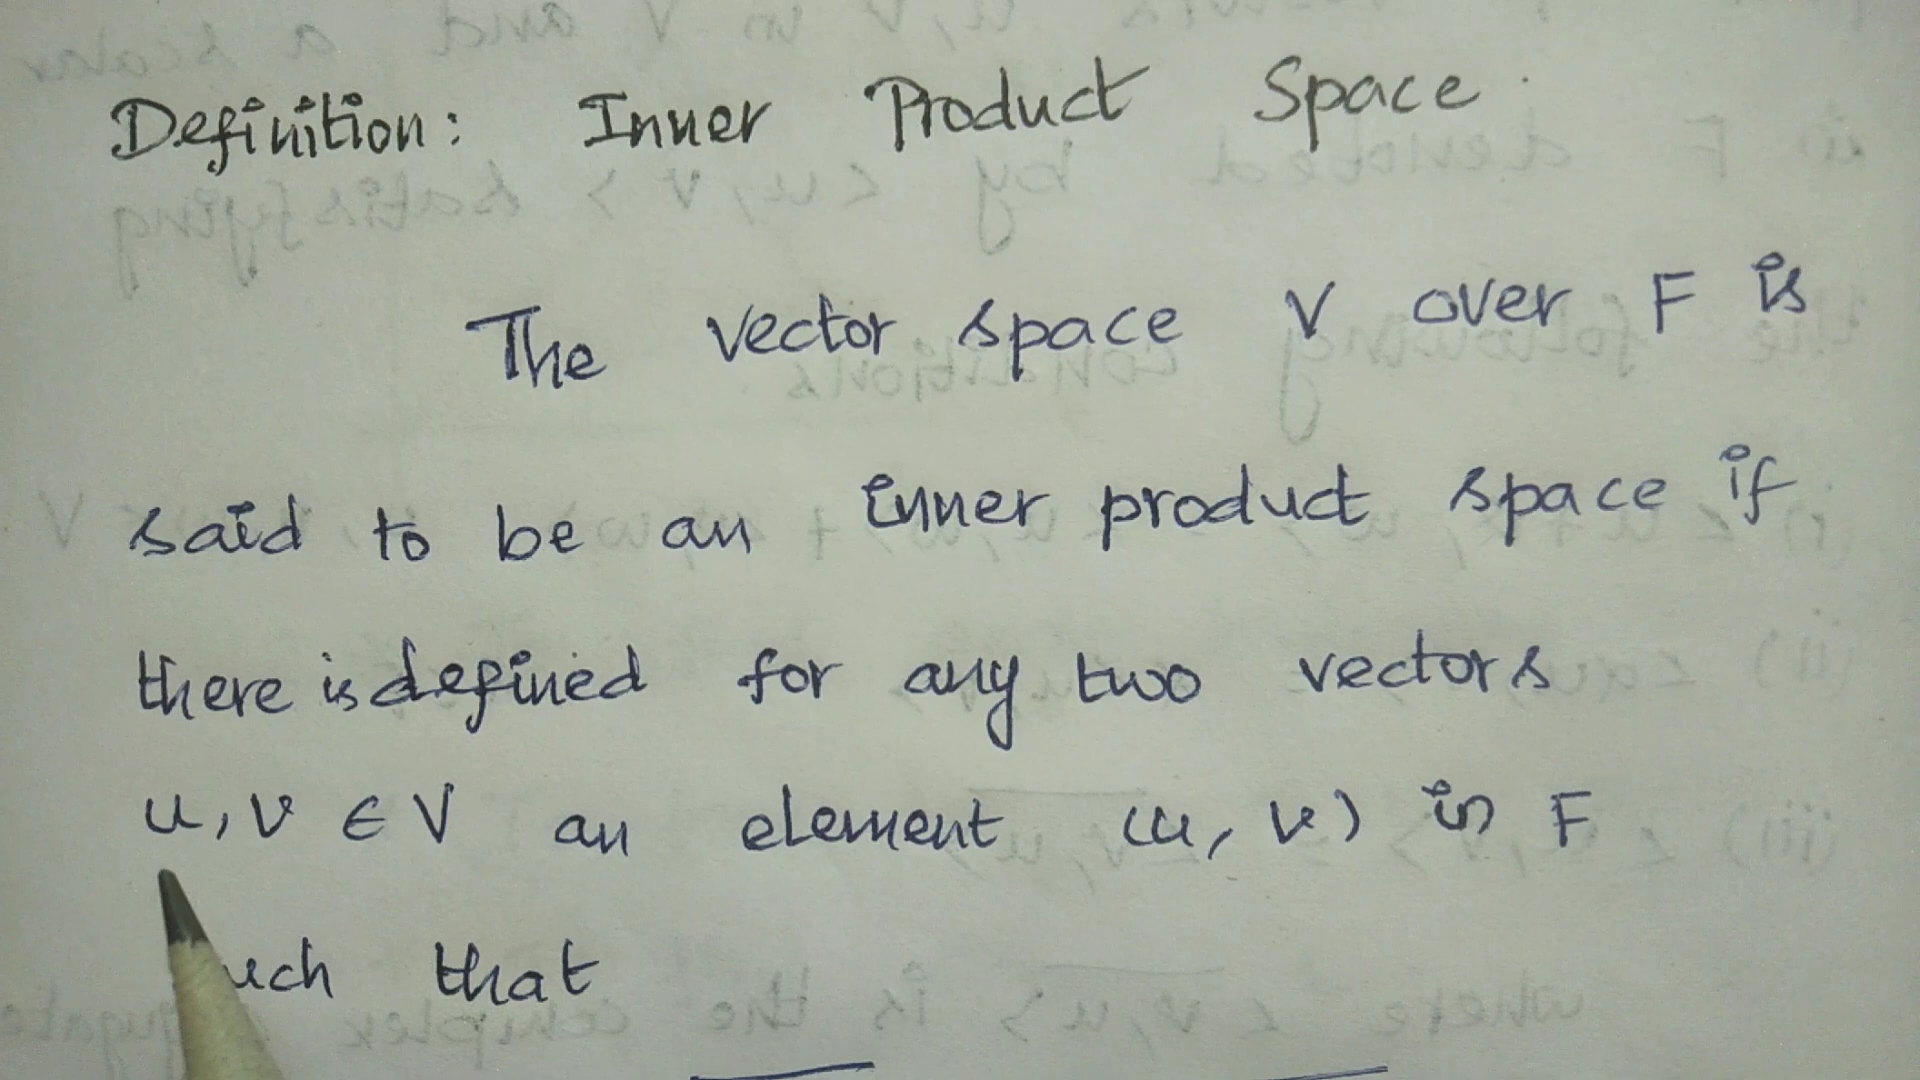 Definition: Inner Product Space
The vector space V over F is
said to be an inner product space if
there is defined for any two vectors
u, v ∈ V an element (u, v) in F
that